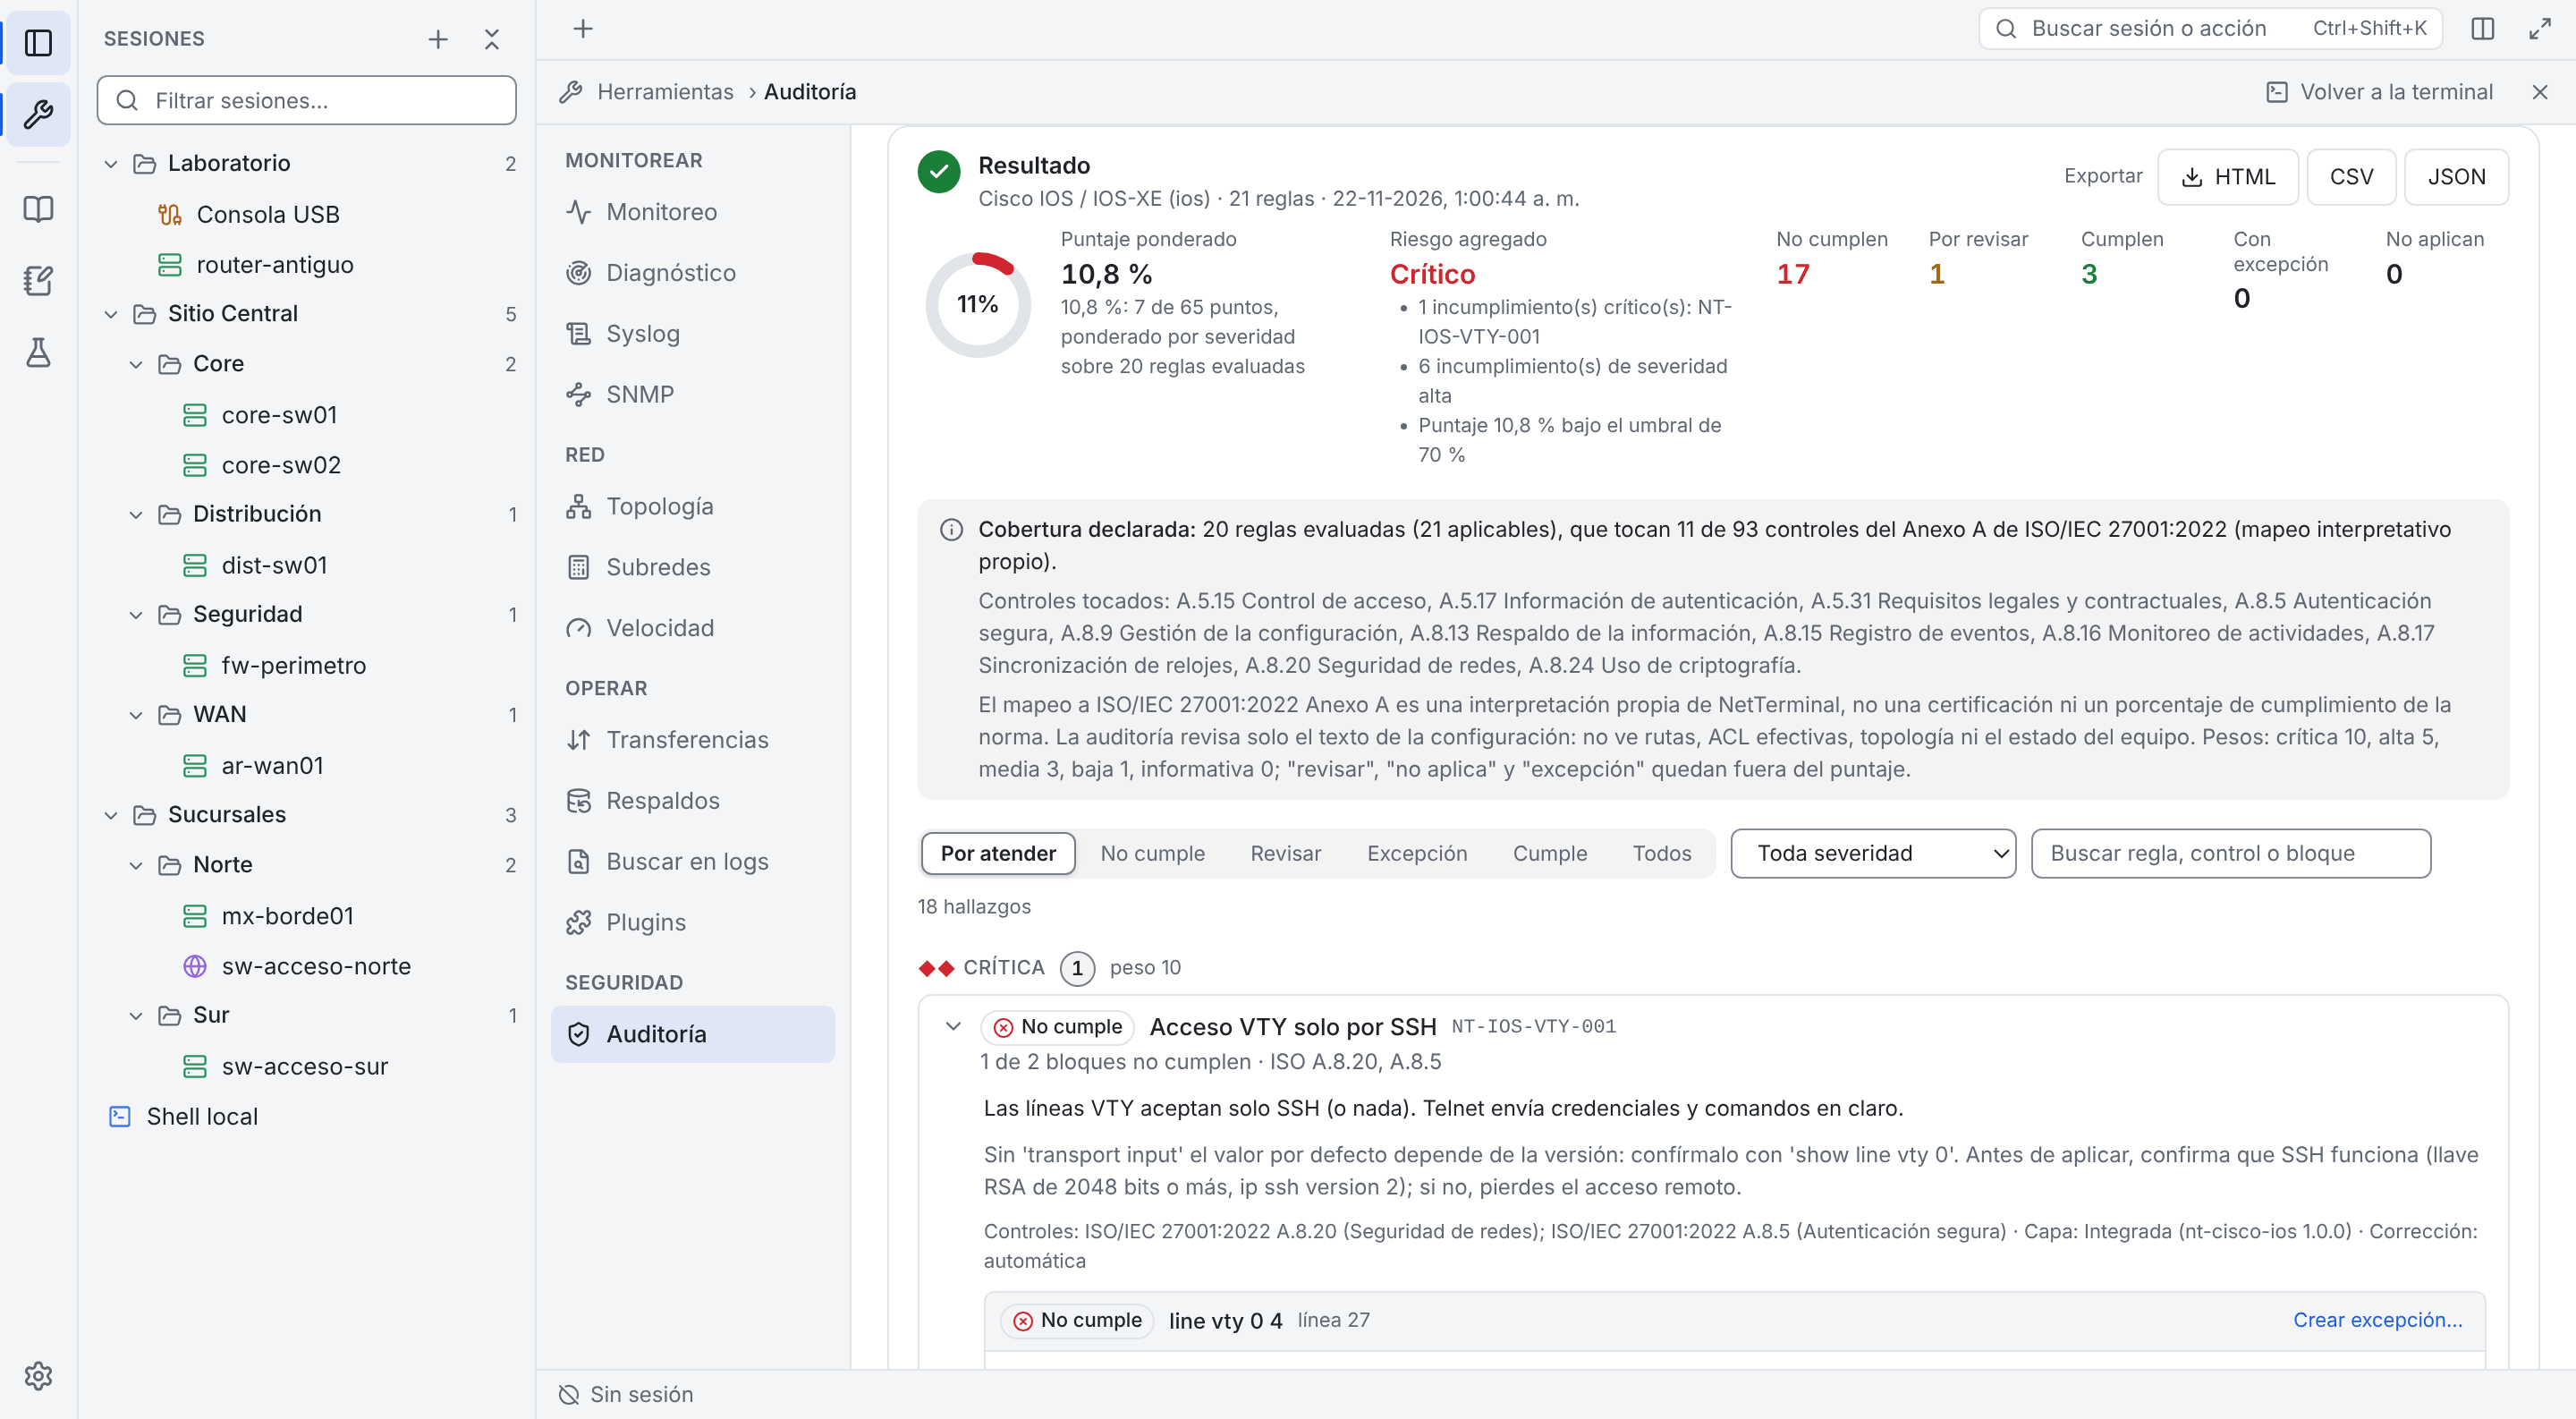 SESIONES
Filtrar sesiones...
Laboratorio 2
Consola USB
router-antiguo
Sitio Central 5
Core 2
core-sw01
core-sw02
Distribución 1
dist-sw01
Seguridad 1
fw-perimetro
WAN 1
ar-wan01
Sucursales 3
Norte 2
mx-borde01
sw-acceso-norte
Sur 1
sw-acceso-sur
Shell local
Buscar sesión o acción Ctrl+Shift+K
Herramientas › Auditoría
Volver a la terminal
MONITOREAR
Monitoreo
Diagnóstico
Syslog
SNMP
RED
Topología
Subredes
Velocidad
OPERAR
Transferencias
Respaldos
Buscar en logs
Plugins
SEGURIDAD
Auditoría
Resultado
Cisco IOS / IOS-XE (ios) · 21 reglas · 22-11-2026, 1:00:44 a. m.
Exportar HTML CSV JSON
11%
Puntaje ponderado
10,8 %
10,8 %: 7 de 65 puntos,
ponderado por severidad
sobre 20 reglas evaluadas
Riesgo agregado
Crítico
• 1 incumplimiento(s) crítico(s): NT-
IOS-VTY-001
• 6 incumplimiento(s) de severidad
alta
• Puntaje 10,8 % bajo el umbral de
70 %
No cumplen
17
Por revisar
1
Cumplen
3
Con
excepción
0
No aplican
0
Cobertura declarada: 20 reglas evaluadas (21 aplicables), que tocan 11 de 93 controles del Anexo A de ISO/IEC 27001:2022 (mapeo interpretativo
propio).
Controles tocados: A.5.15 Control de acceso, A.5.17 Información de autenticación, A.5.31 Requisitos legales y contractuales, A.8.5 Autenticación
segura, A.8.9 Gestión de la configuración, A.8.13 Respaldo de la información, A.8.15 Registro de eventos, A.8.16 Monitoreo de actividades, A.8.17
Sincronización de relojes, A.8.20 Seguridad de redes, A.8.24 Uso de criptografía.
El mapeo a ISO/IEC 27001:2022 Anexo A es una interpretación propia de NetTerminal, no una certificación ni un porcentaje de cumplimiento de la
norma. La auditoría revisa solo el texto de la configuración: no ve rutas, ACL efectivas, topología ni el estado del equipo. Pesos: crítica 10, alta 5,
media 3, baja 1, informativa 0; "revisar", "no aplica" y "excepción" quedan fuera del puntaje.
Por atender No cumple Revisar Excepción Cumple Todos Toda severidad Buscar regla, control o bloque
18 hallazgos
CRÍTICA 1 peso 10
No cumple Acceso VTY solo por SSH NT-IOS-VTY-001
1 de 2 bloques no cumplen · ISO A.8.20, A.8.5
Las líneas VTY aceptan solo SSH (o nada). Telnet envía credenciales y comandos en claro.
Sin 'transport input' el valor por defecto depende de la versión: confírmalo con 'show line vty 0'. Antes de aplicar, confirma que SSH funciona (llave
RSA de 2048 bits o más, ip ssh version 2); si no, pierdes el acceso remoto.
Controles: ISO/IEC 27001:2022 A.8.20 (Seguridad de redes); ISO/IEC 27001:2022 A.8.5 (Autenticación segura) · Capa: Integrada (nt-cisco-ios 1.0.0) · Corrección:
automática
No cumple line vty 0 4 línea 27 Crear excepción...
Sin sesión